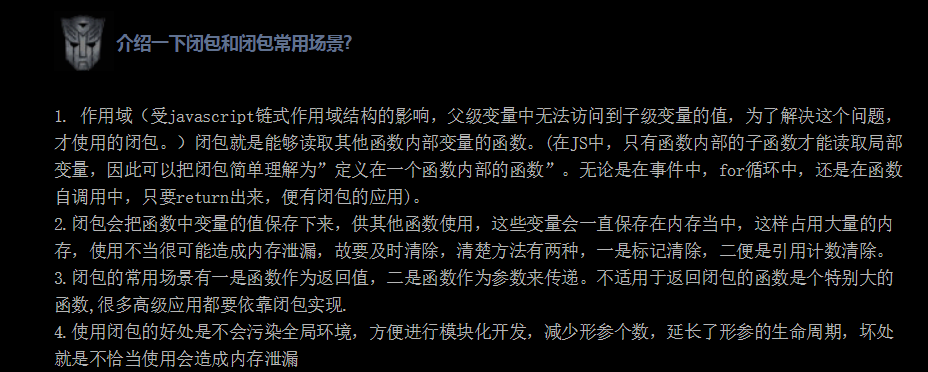 介绍一下闭包和闭包常用场景?
1. 作用域（受javascript链式作用域结构的影响，父级变量中无法访问到子级变量的值，为了解决这个问题，
才使用的闭包。）闭包就是能够读取其他函数内部变量的函数。(在JS中，只有函数内部的子函数才能读取局部
变量，因此可以把闭包简单理解为”定义在一个函数内部的函数”。无论是在事件中，for循环中，还是在函数
自调用中，只要return出来，便有闭包的应用)。
2.闭包会把函数中变量的值保存下来，供其他函数使用，这些变量会一直保存在内存当中，这样占用大量的内
存，使用不当很可能造成内存泄漏，故要及时清除，清楚方法有两种，一是标记清除，二便是引用计数清除。
3.闭包的常用场景有一是函数作为返回值，二是函数作为参数来传递。不适用于返回闭包的函数是个特别大的
函数,很多高级应用都要依靠闭包实现.
4.使用闭包的好处是不会污染全局环境，方便进行模块化开发，减少形参个数，延长了形参的生命周期，坏处
就是不恰当使用会造成内存泄漏